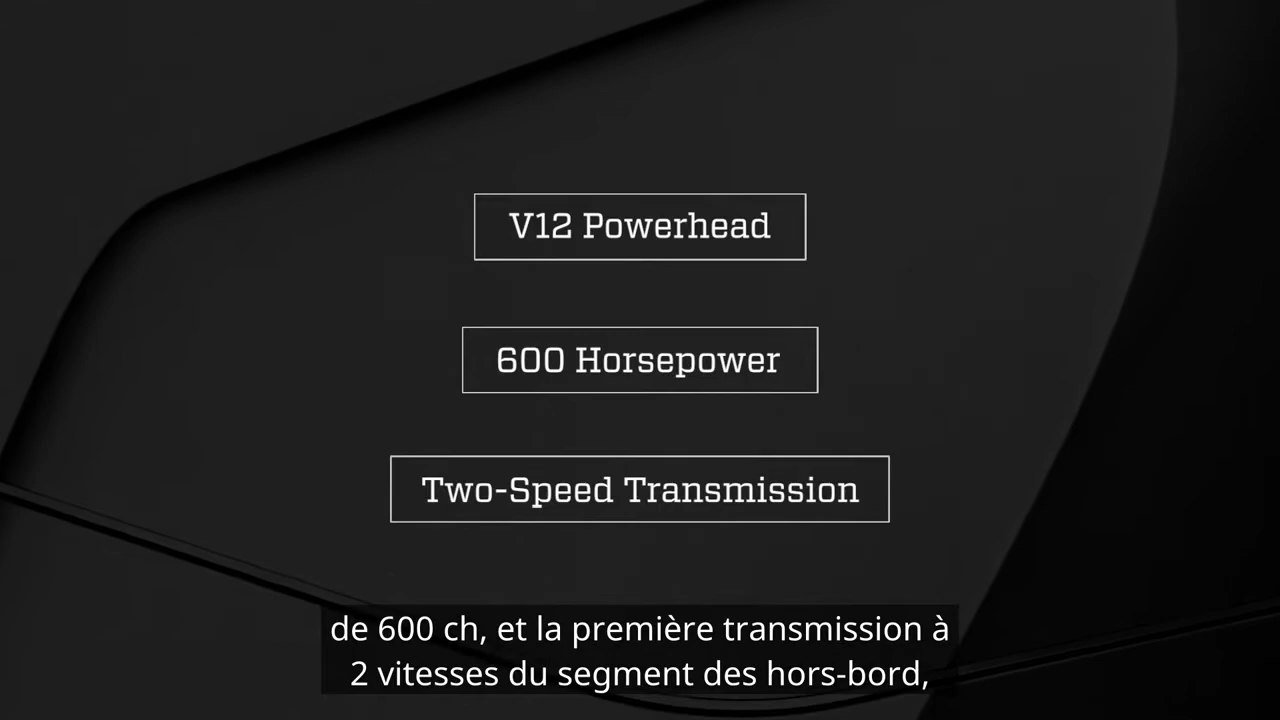 V12 Powerhead
600 Horsepower
Two-Speed Transmission
de 600 ch, et la première transmission à
2 vitesses du segment des hors-bord,